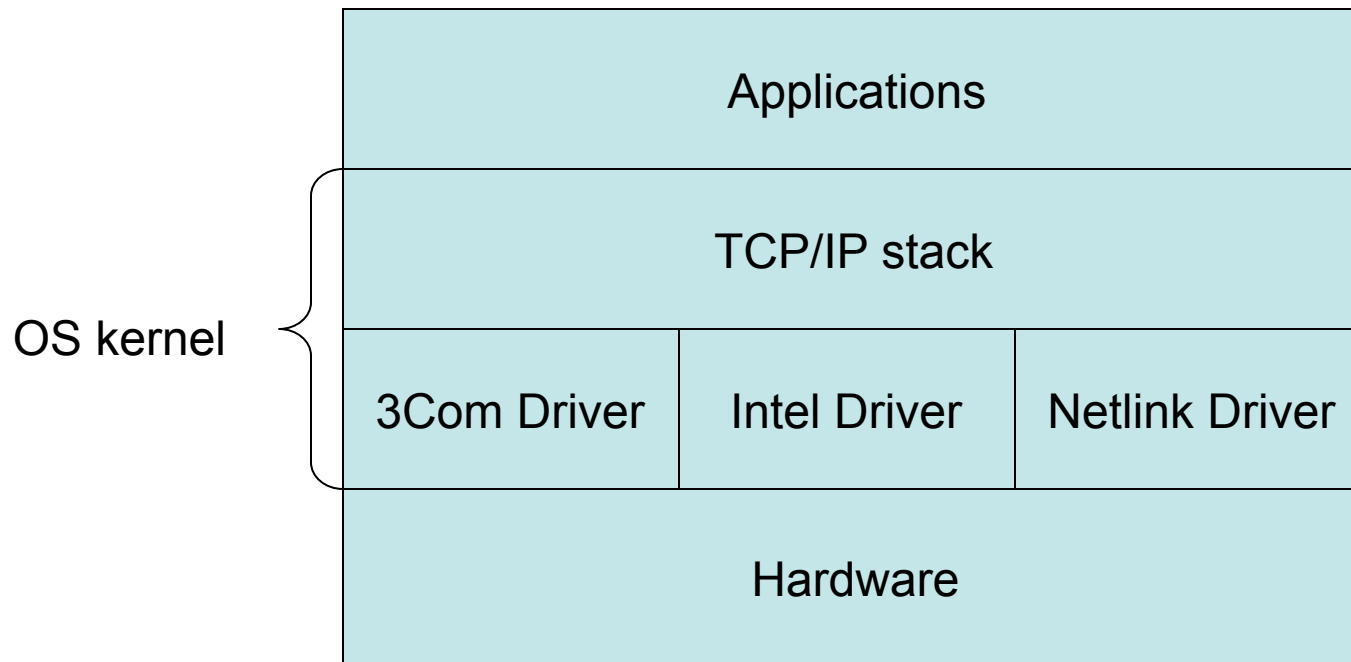 Applications
TCP/IP stack
OS kernel
3Com Driver
Intel Driver
Netlink Driver
Hardware